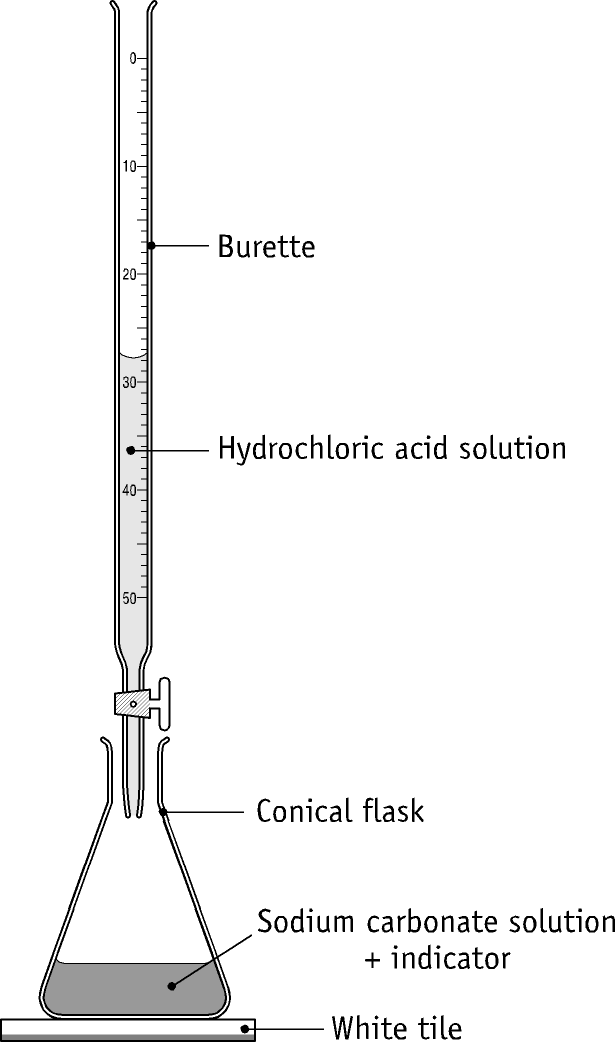 0
10
Burette
20
30
Hydrochloric acid solution
40
50
Conical flask
Sodium carbonate solution
+ indicator
White tile